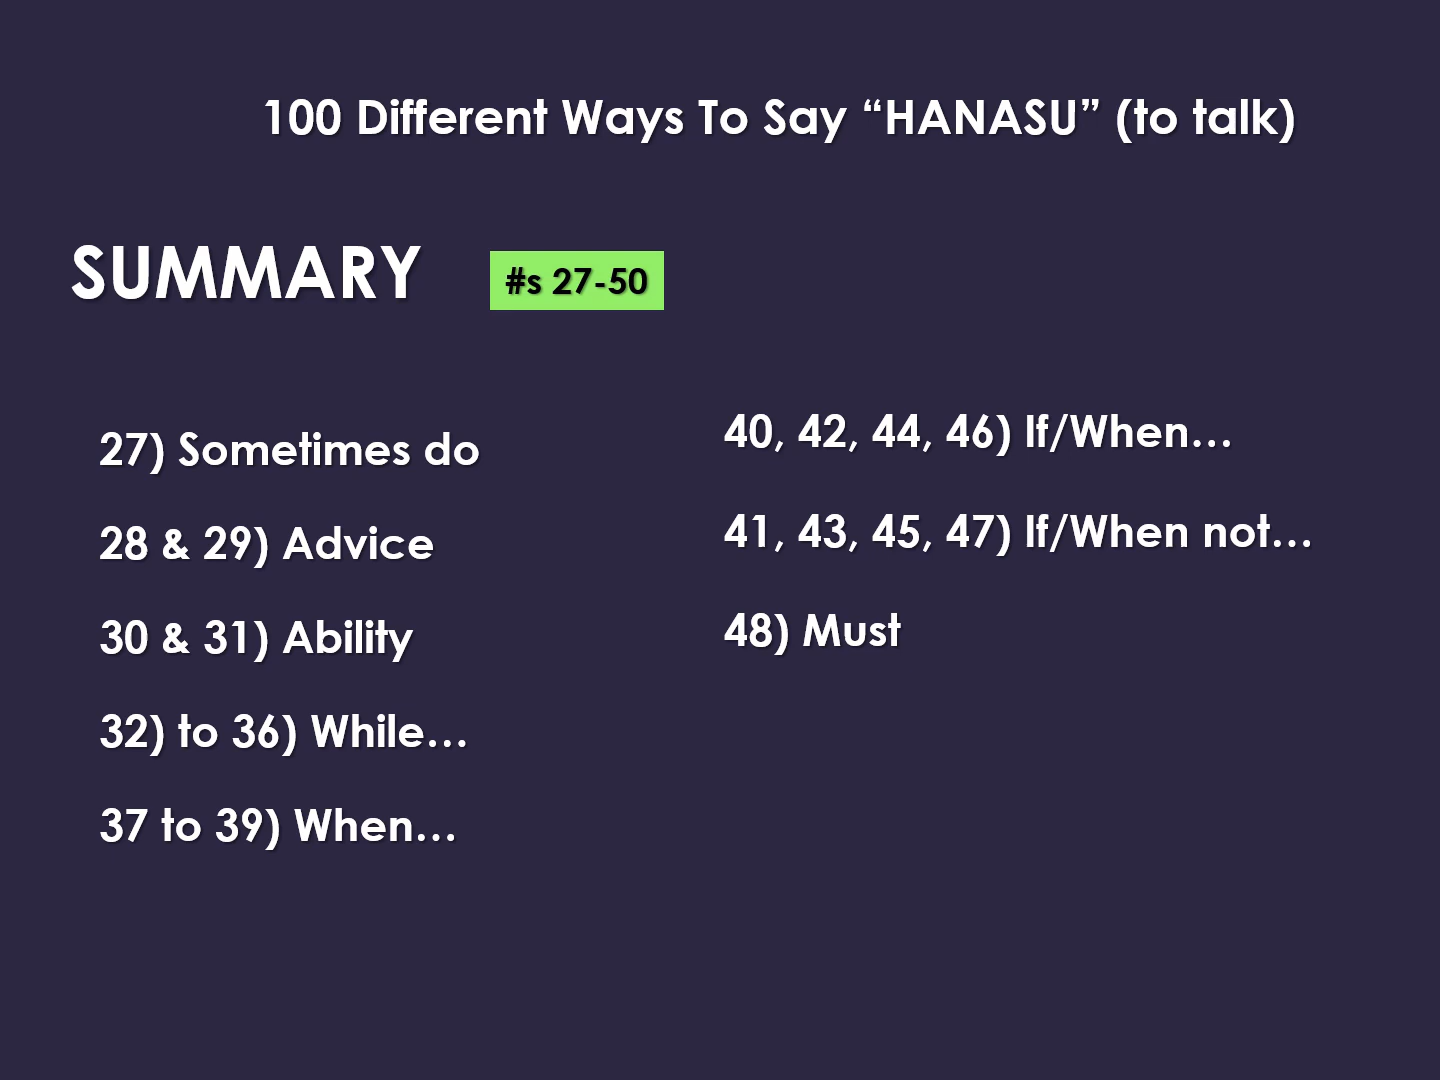 100 Different Ways To Say “HANASU” (to talk)
SUMMARY
#s 27-50
27) Sometimes do
28 & 29) Advice
30 & 31) Ability
32) to 36) While…
37 to 39) When…
40, 42, 44, 46) If/When…
41, 43, 45, 47) If/When not…
48) Must